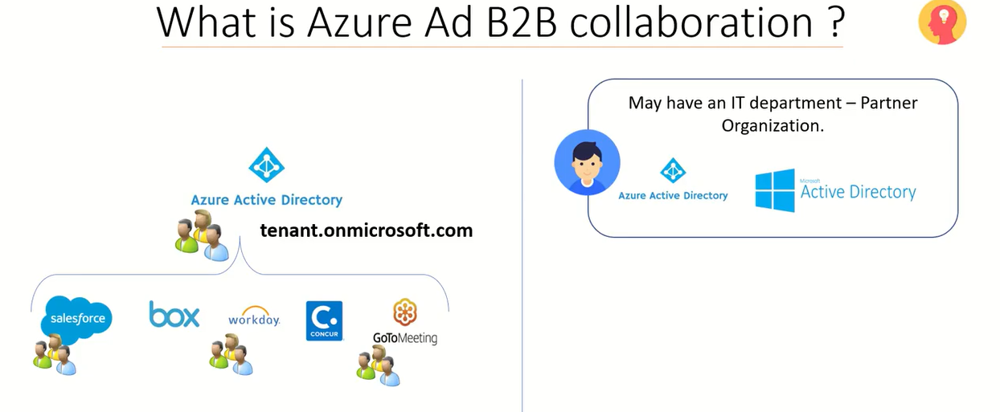 What is Azure Ad B2B collaboration ?
Azure Active Directory
tenant.onmicrosoft.com
salesforce
box
workday.
C.
CONCUR
GoToMeeting
May have an IT department – Partner
Organization.
Azure Active Directory
Microsoft
Active Directory